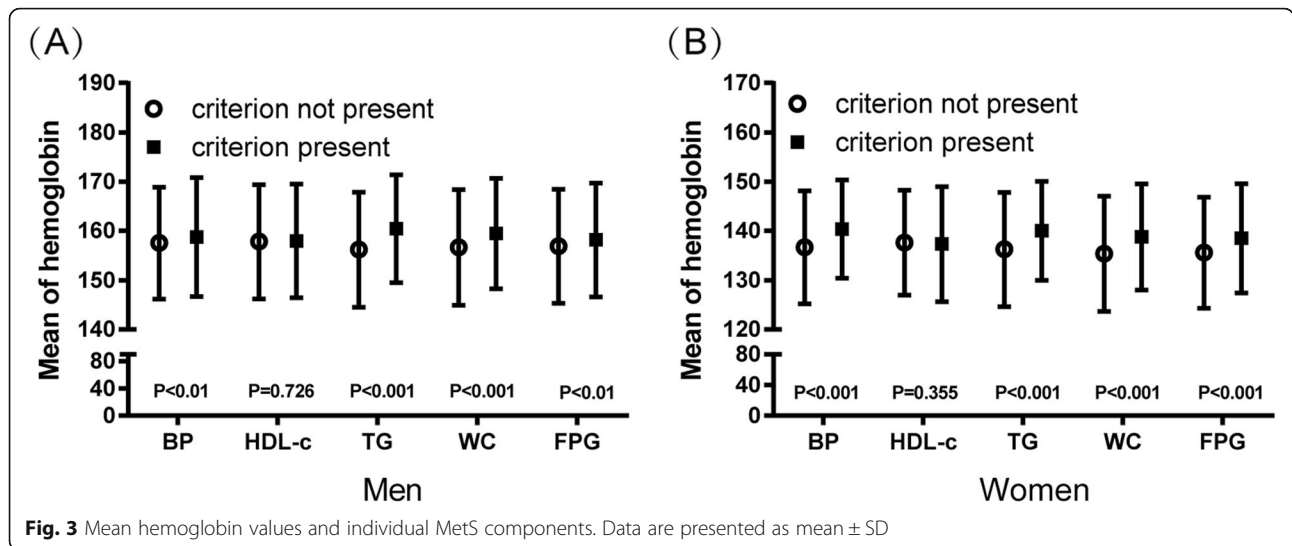 (A)
Mean of hemoglobin
190
180
170
160
150
140
80
40
0
criterion not present
criterion present
P<0.01 P=0.726 P<0.001 P<0.001 P<0.01
BP HDL-c TG WC FPG
Men
(B)
Mean of hemoglobin
170
160
150
140
130
120
80
40
0
criterion not present
criterion present
P<0.001 P=0.355 P<0.001 P<0.001 P<0.001
BP HDL-c TG WC FPG
Women
Fig. 3 Mean hemoglobin values and individual MetS components. Data are presented as mean ± SD